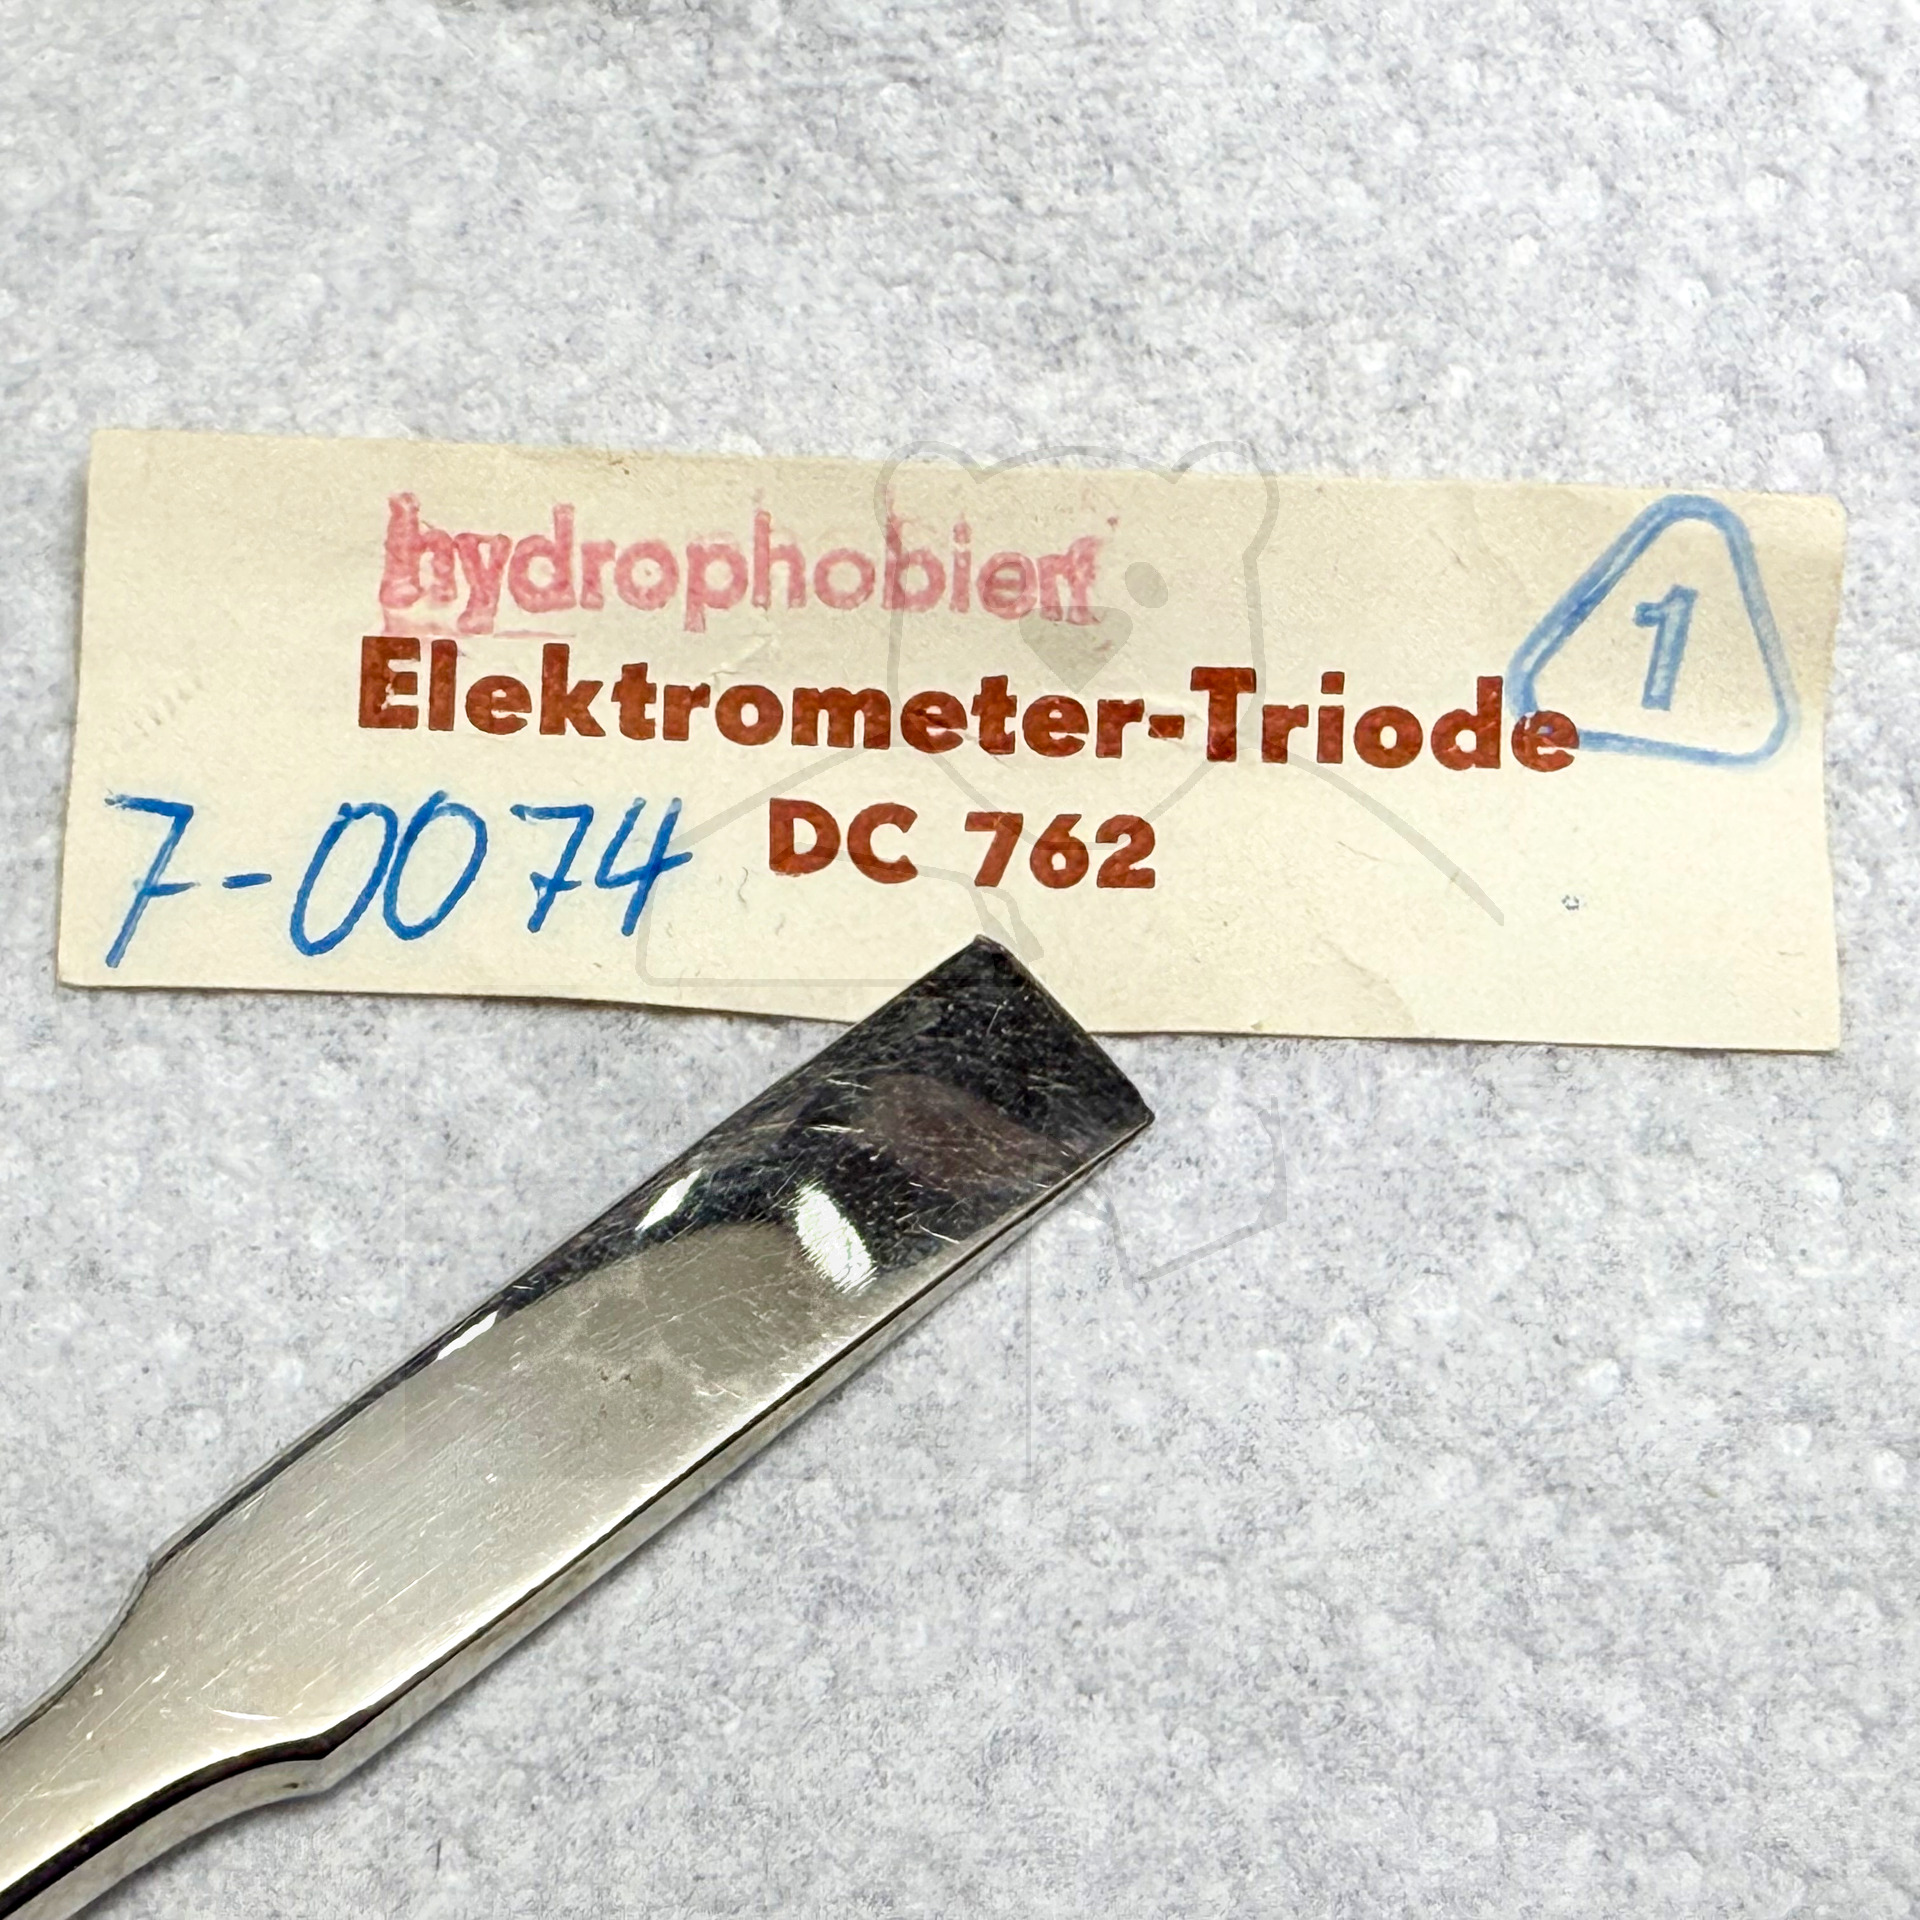 hydrophobiert
Elektrometer-Triode
1
7-0074 DC 762